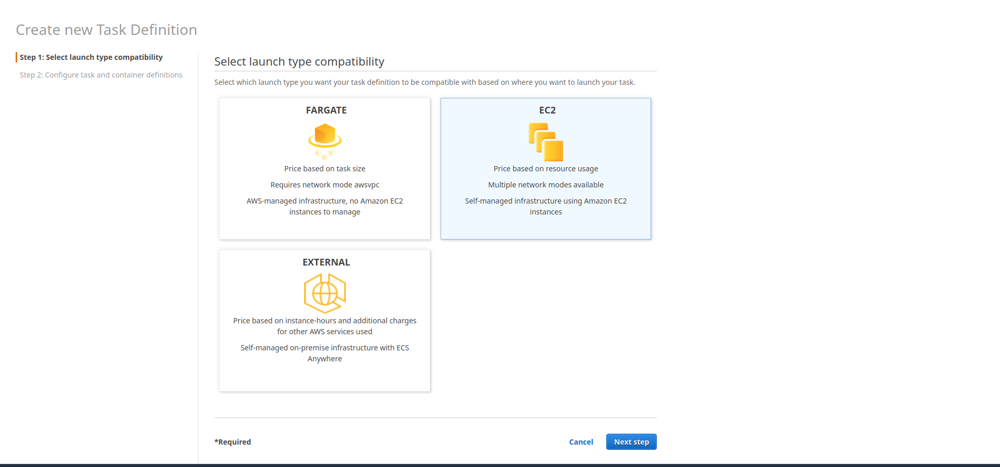 Create new Task Definition
Step 1: Select launch type compatibility
Step 2: Configure task and container definitions
Select launch type compatibility
Select which launch type you want your task definition to be compatible with based on where you want to launch your task.
FARGATE
Price based on task size
Requires network mode awsvpc
AWS-managed infrastructure, no Amazon EC2
instances to manage
EC2
Price based on resource usage
Multiple network modes available
Self-managed infrastructure using Amazon EC2
instances
EXTERNAL
Price based on instance-hours and additional charges
for other AWS services used
Self-managed on-premise infrastructure with ECS
Anywhere
*Required
Cancel
Next step